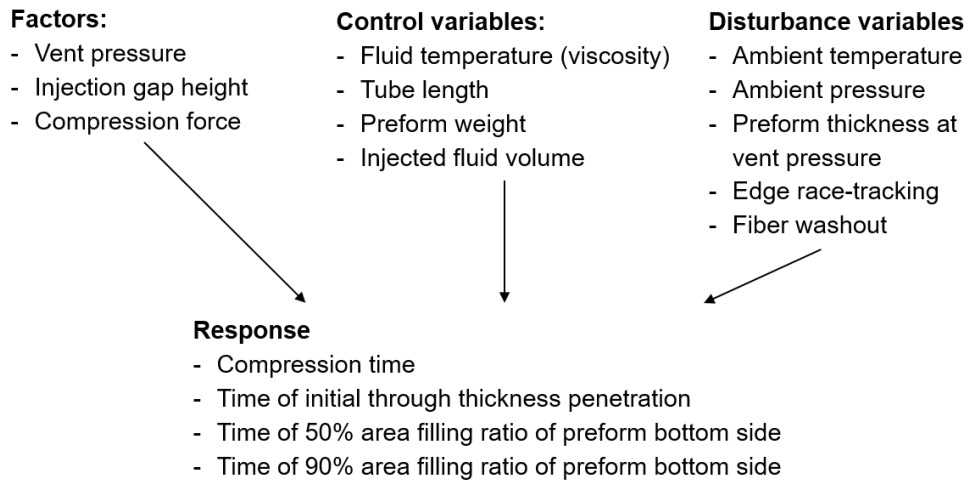 Factors:
- Vent pressure
- Injection gap height
- Compression force
Control variables:
- Fluid temperature (viscosity)
- Tube length
- Preform weight
- Injected fluid volume
Disturbance variables
- Ambient temperature
- Ambient pressure
- Preform thickness at
vent pressure
- Edge race-tracking
- Fiber washout
Response
- Compression time
- Time of initial through thickness penetration
- Time of 50% area filling ratio of preform bottom side
- Time of 90% area filling ratio of preform bottom side